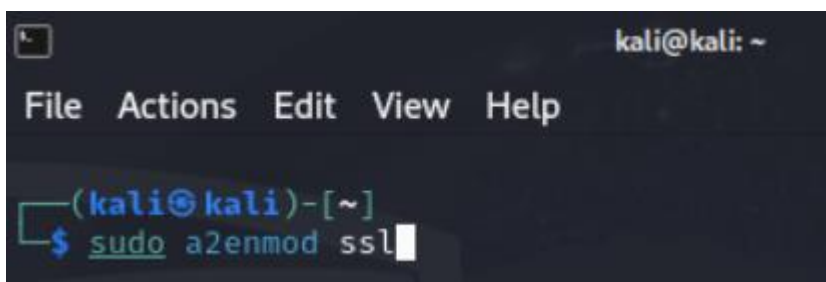 kali@kali: ~
File Actions Edit View Help
┌──(kali㉿kali)-[~]
└─$ sudo a2enmod ssl